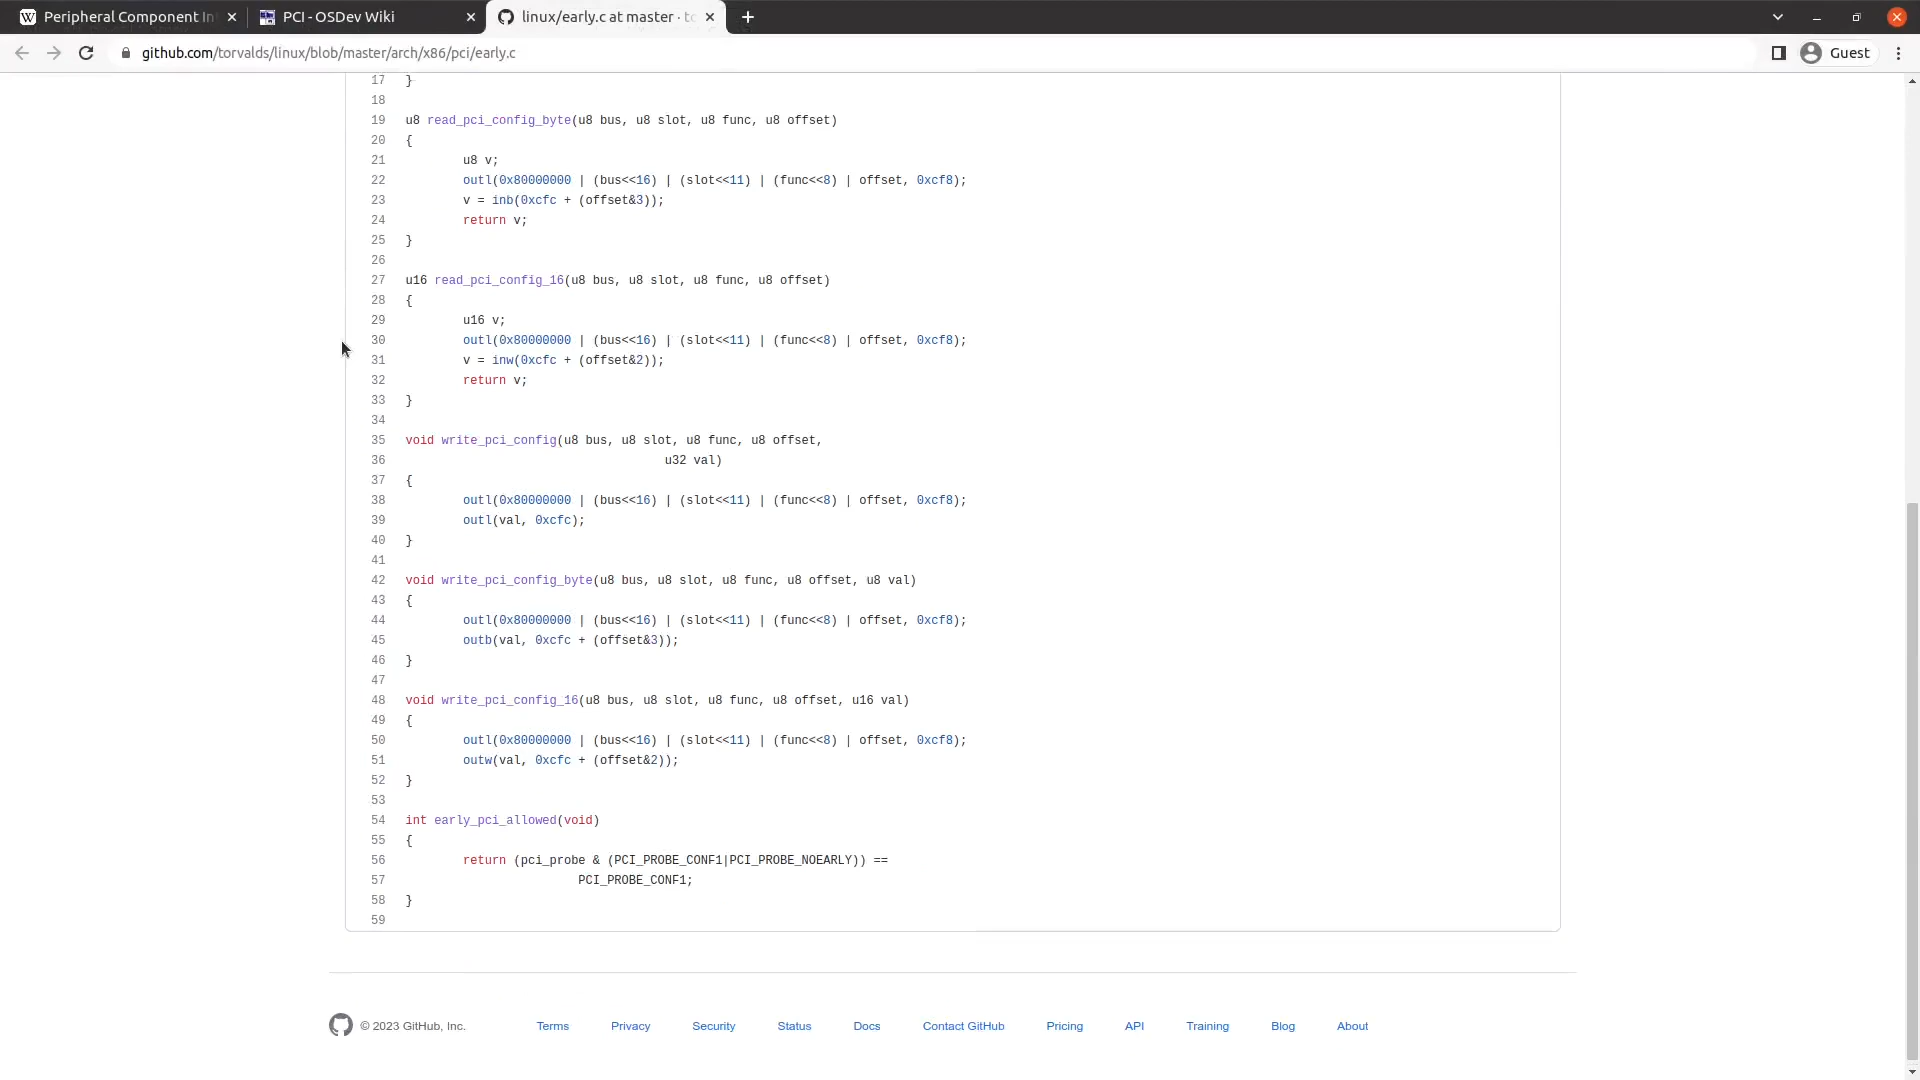 Peripheral Component In
PCI - OSDev Wiki
linux/early.c at master · to
github.com/torvalds/linux/blob/master/arch/x86/pci/early.c
Guest
17 }
18
19 u8 read_pci_config_byte(u8 bus, u8 slot, u8 func, u8 offset)
20 {
21 u8 v;
22 outl(0x80000000 | (bus<<16) | (slot<<11) | (func<<8) | offset, 0xcf8);
23 v = inb(0xcfc + (offset&3));
24 return v;
25 }
26
27 u16 read_pci_config_16(u8 bus, u8 slot, u8 func, u8 offset)
28 {
29 u16 v;
30 outl(0x80000000 | (bus<<16) | (slot<<11) | (func<<8) | offset, 0xcf8);
31 v = inw(0xcfc + (offset&2));
32 return v;
33 }
34
35 void write_pci_config(u8 bus, u8 slot, u8 func, u8 offset,
36 u32 val)
37 {
38 outl(0x80000000 | (bus<<16) | (slot<<11) | (func<<8) | offset, 0xcf8);
39 outl(val, 0xcfc);
40 }
41
42 void write_pci_config_byte(u8 bus, u8 slot, u8 func, u8 offset, u8 val)
43 {
44 outl(0x80000000 | (bus<<16) | (slot<<11) | (func<<8) | offset, 0xcf8);
45 outb(val, 0xcfc + (offset&3));
46 }
47
48 void write_pci_config_16(u8 bus, u8 slot, u8 func, u8 offset, u16 val)
49 {
50 outl(0x80000000 | (bus<<16) | (slot<<11) | (func<<8) | offset, 0xcf8);
51 outw(val, 0xcfc + (offset&2));
52 }
53
54 int early_pci_allowed(void)
55 {
56 return (pci_probe & (PCI_PROBE_CONF1|PCI_PROBE_NOEARLY)) ==
57 PCI_PROBE_CONF1;
58 }
59
© 2023 GitHub, Inc. Terms Privacy Security Status Docs Contact GitHub Pricing API Training Blog About